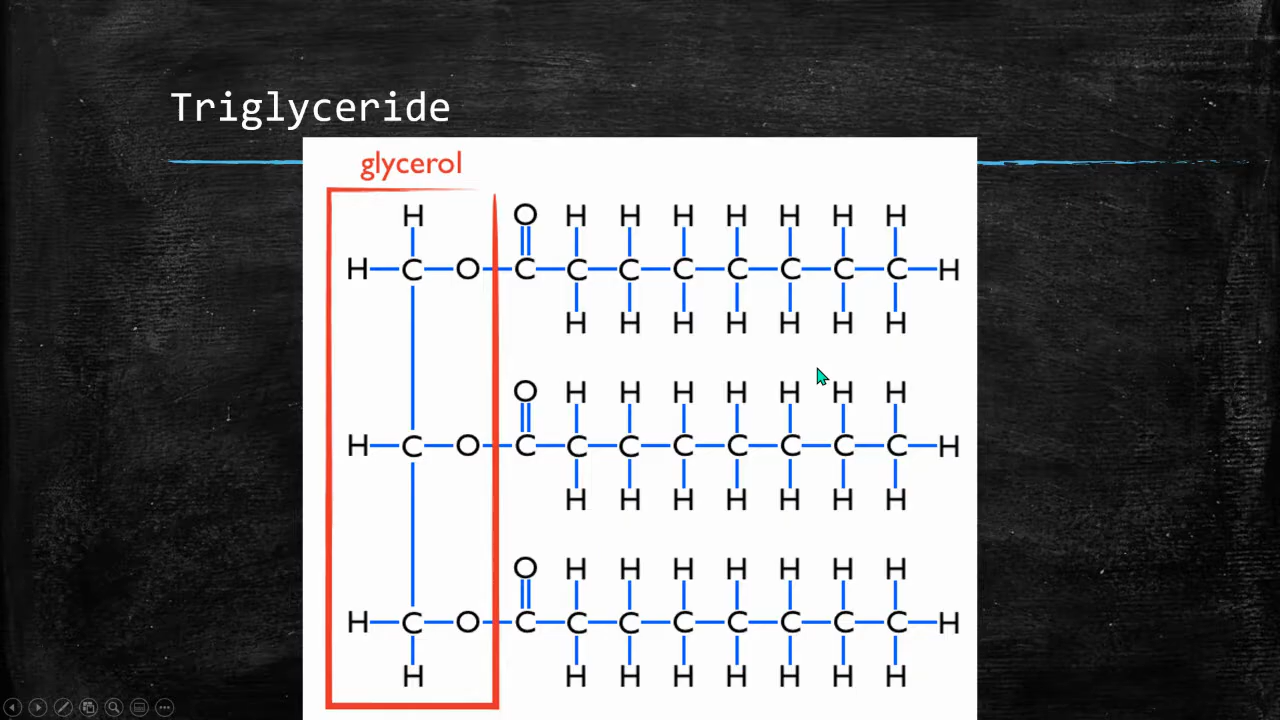 Triglyceride
glycerol
H O H H H H H H H
H C O C C C C C C C C H
H H H H H H H
O H H H H H H H
H C O C C C C C C C C H
H H H H H H H
O H H H H H H H
H C O C C C C C C C C H
H H H H H H H H